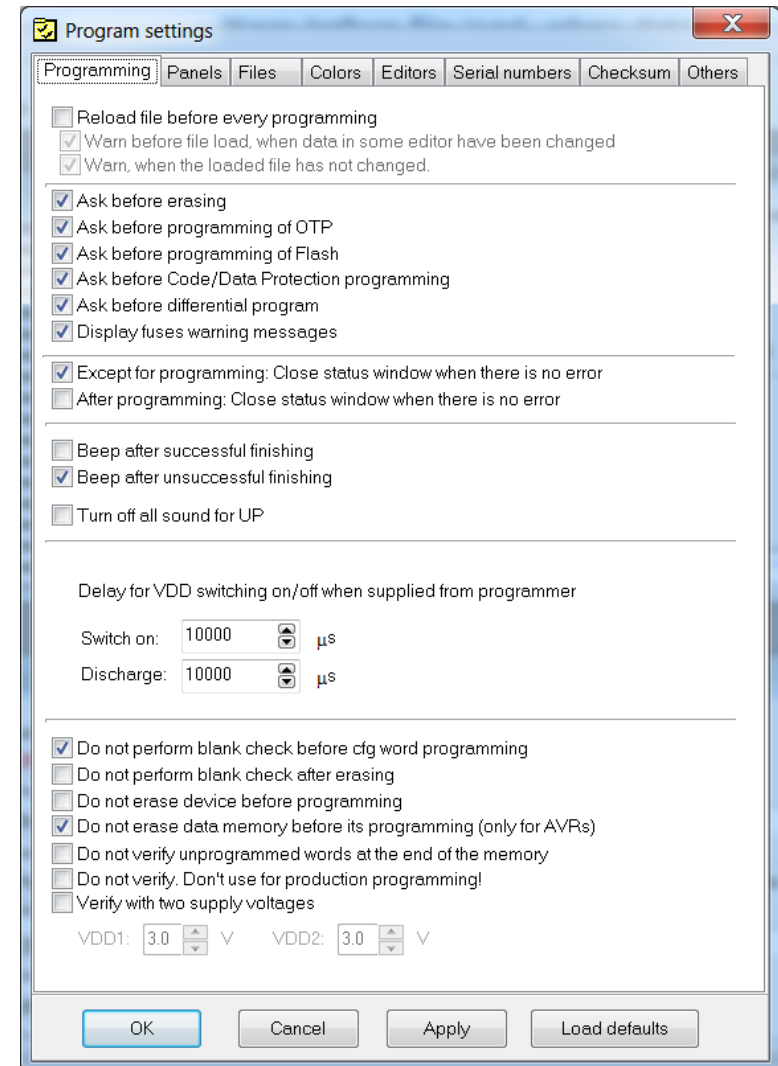 Program settings
Programming Panels Files Colors Editors Serial numbers Checksum Others
Reload file before every programming
Warn before file load, when data in some editor have been changed
Warn, when the loaded file has not changed.
Ask before erasing
Ask before programming of OTP
Ask before programming of Flash
Ask before Code/Data Protection programming
Ask before differential program
Display fuses warning messages
Except for programming: Close status window when there is no error
After programming: Close status window when there is no error
Beep after successful finishing
Beep after unsuccessful finishing
Turn off all sound for UP
Delay for VDD switching on/off when supplied from programmer
Switch on: 10000 µs
Discharge: 10000 µs
Do not perform blank check before cfg word programming
Do not perform blank check after erasing
Do not erase device before programming
Do not erase data memory before its programming (only for AVRs)
Do not verify unprogrammed words at the end of the memory
Do not verify. Don't use for production programming!
Verify with two supply voltages
VDD1: 3.0 V VDD2: 3.0 V
OK Cancel Apply Load defaults